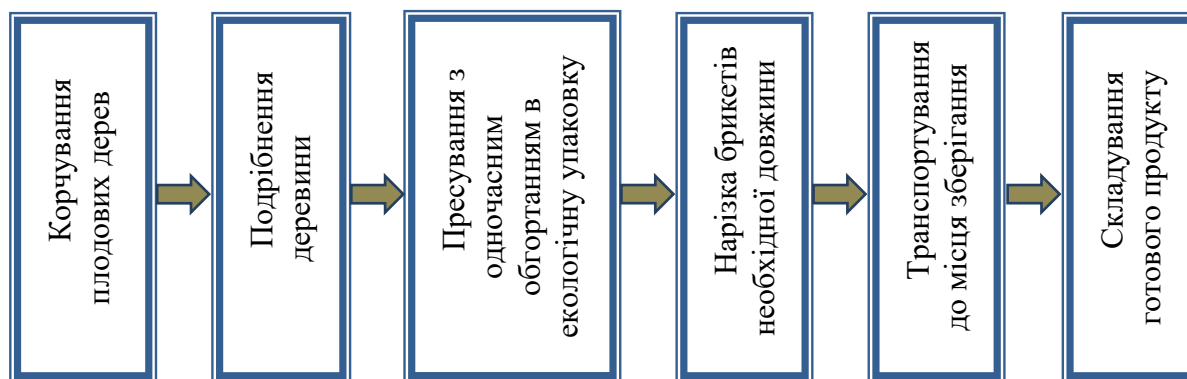 Корчування
плодових дерев
Подрібнення
деревини
Пресування з
одночасним
обгортанням в
екологічну упаковку
Нарізка брикетів
необхідної довжини
Транспортування
до місця зберігання
Складування
готового продукту